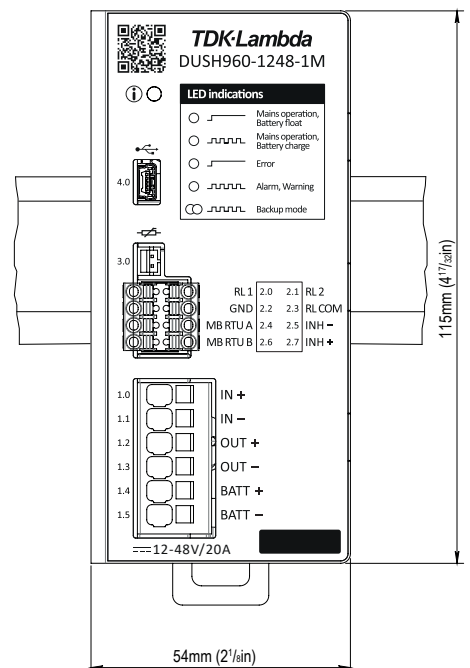 TDK·Lambda
DUSH960-1248-1M
i
LED indications
Mains operation,
Battery float
Mains operation,
Battery charge
Error
Alarm, Warning
Backup mode
4.0
3.0
RL 1 2.0 2.1 RL 2
GND 2.2 2.3 RL COM
MB RTU A 2.4 2.5 INH −
MB RTU B 2.6 2.7 INH +
1.0 IN +
1.1 IN −
1.2 OUT +
1.3 OUT −
1.4 BATT +
1.5 BATT −
12-48V/20A
115mm (4 17/32in)
54mm (2 1/8in)